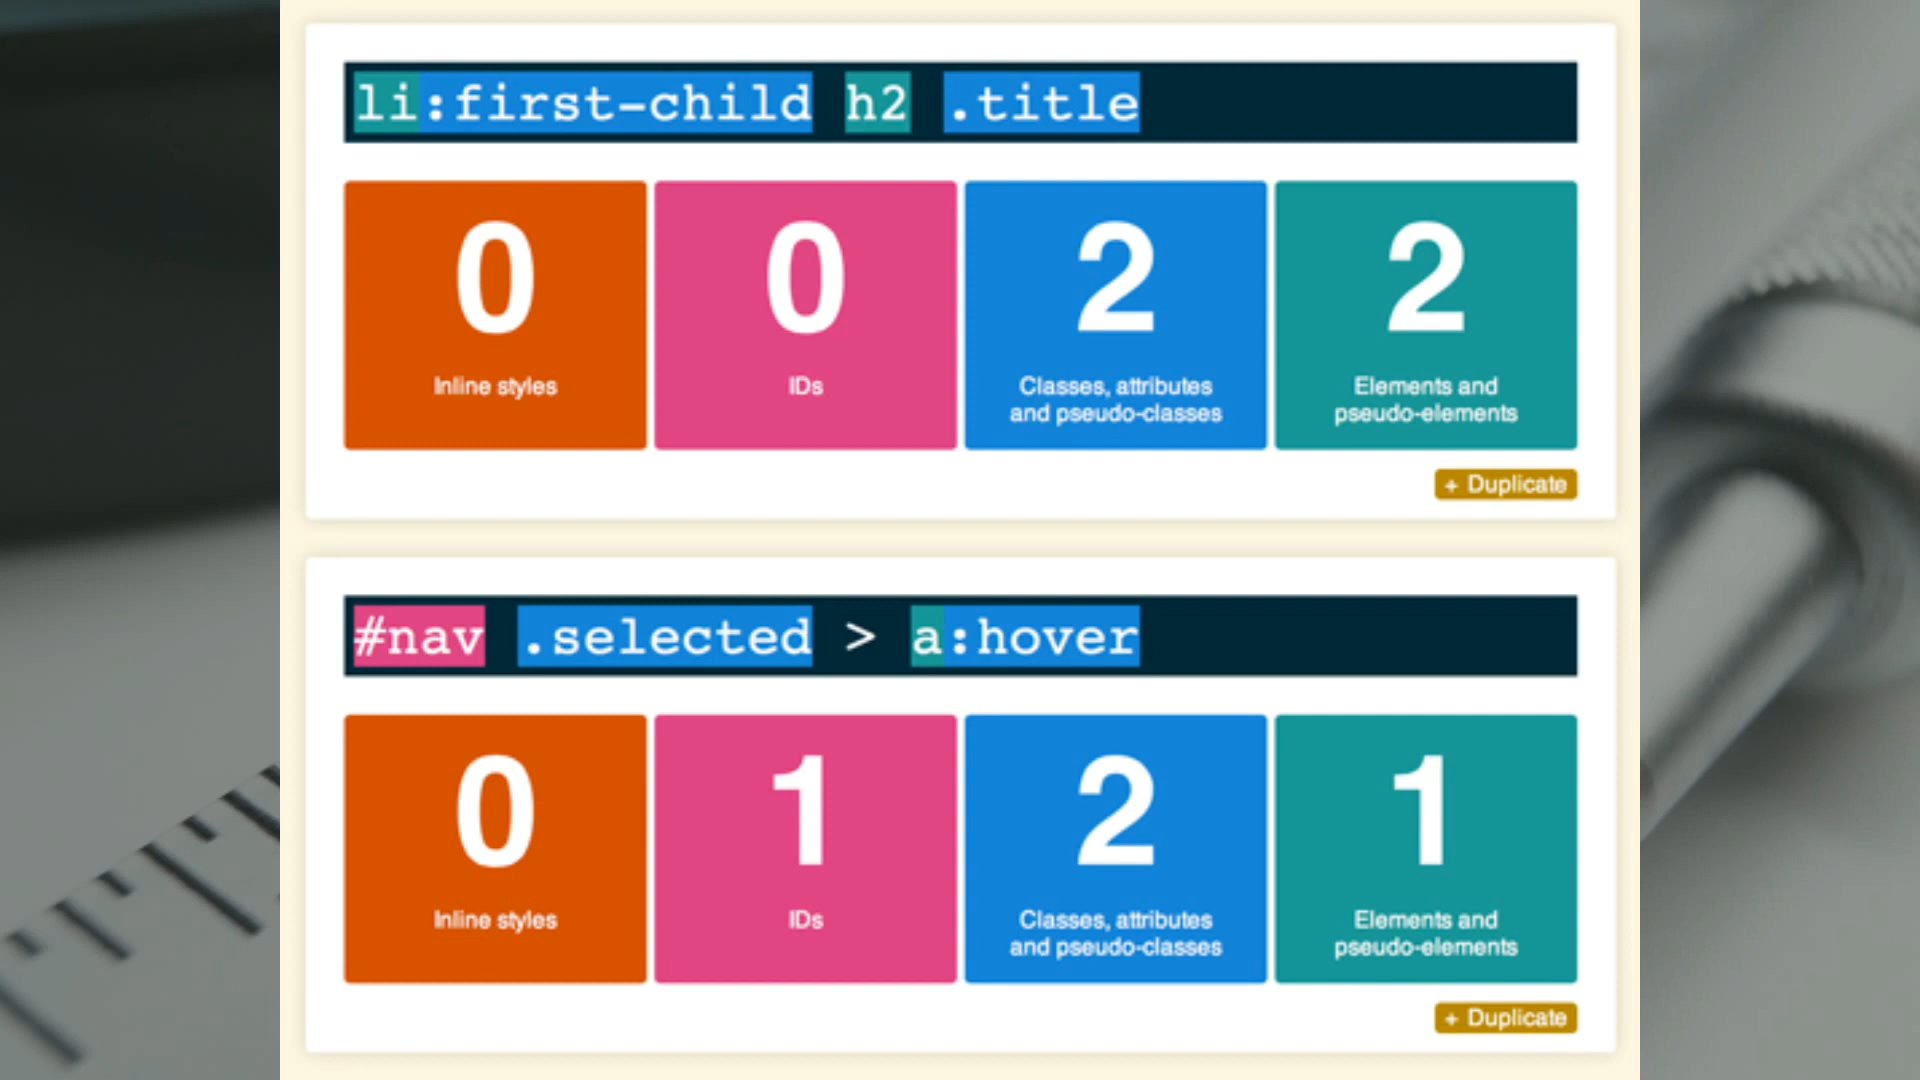 li:first-child h2 .title
0
0
2
2
Inline styles
IDs
Classes, attributes
and pseudo-classes
Elements and
pseudo-elements
+ Duplicate
#nav .selected > a:hover
0
1
2
1
Inline styles
IDs
Classes, attributes
and pseudo-classes
Elements and
pseudo-elements
+ Duplicate